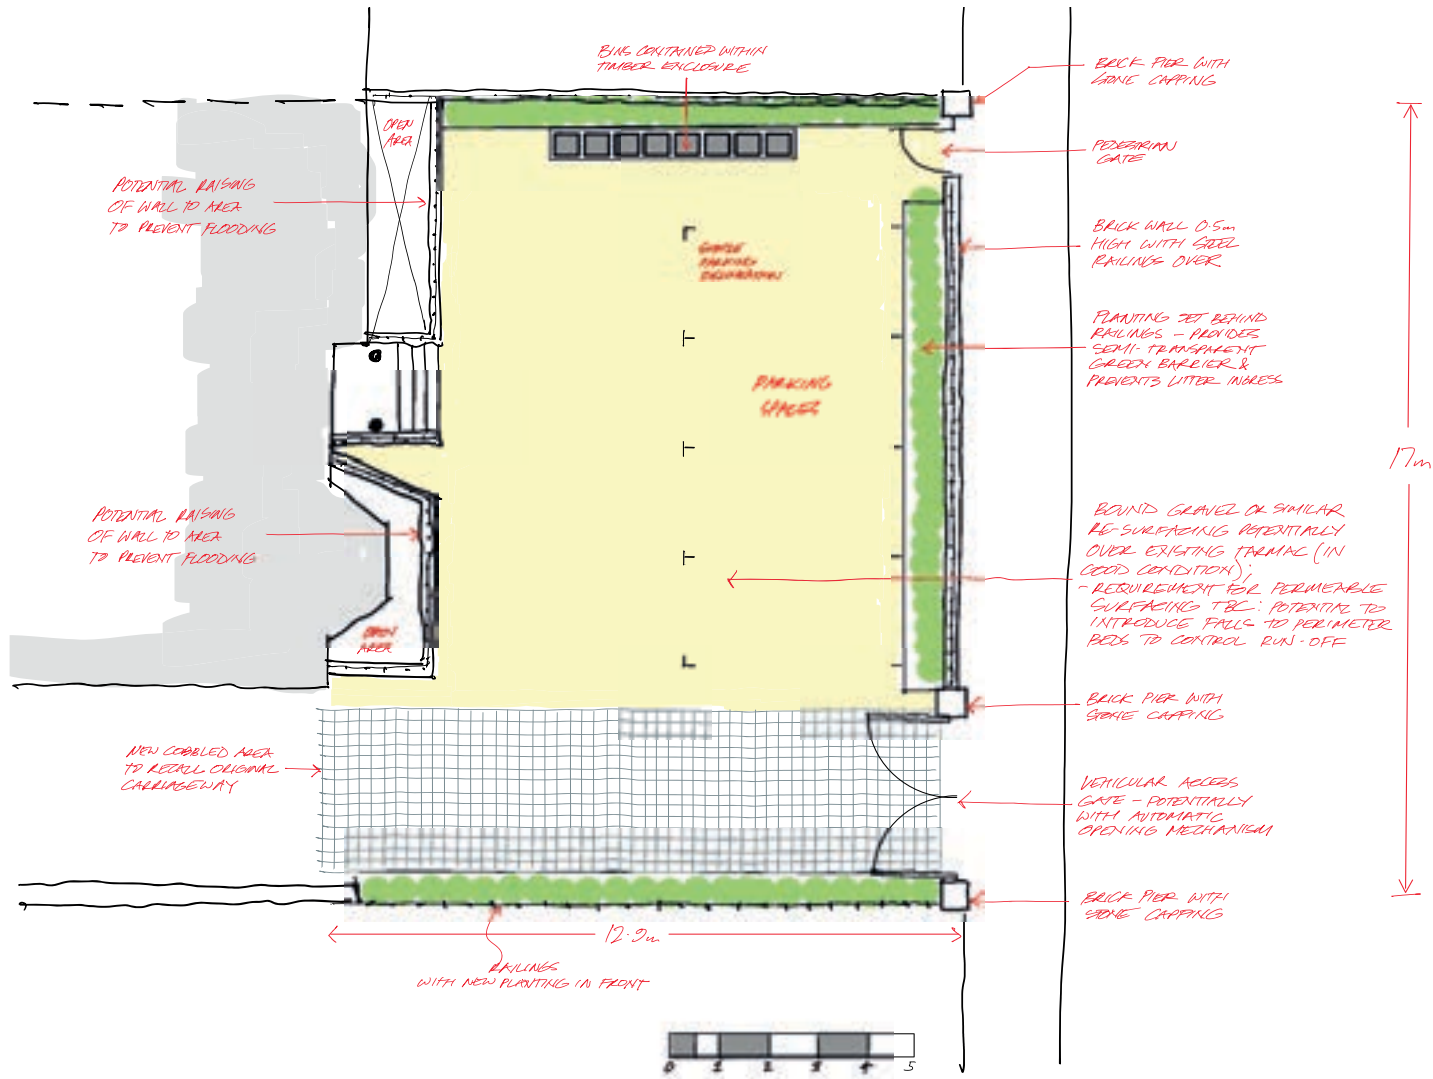 BINS CONTAINED WITHIN
TIMBER ENCLOSURE
BRICK PIER WITH
STONE CAPPING
OPEN
AREA
PEDESTRIAN
GATE
POTENTIAL RAISING
OF WALL TO AREA
TO PREVENT FLOODING
BRICK WALL 0.5m
HIGH WITH STEEL
RAILINGS OVER
PARKING
DELINEATION
PLANTING SET BEHIND
RAILINGS - PROVIDES
SEMI-TRANSPARENT
GREEN BARRIER &
PREVENTS LITTER INGRESS
PARKING
SPACES
17m
POTENTIAL RAISING
OF WALL TO AREA
TO PREVENT FLOODING
BOUND GRAVEL OR SIMILAR
RE-SURFACING POTENTIALLY
OVER EXISTING TARMAC (IN
GOOD CONDITION);
- REQUIREMENT FOR PERMEABLE
SURFACING TBC: POTENTIAL TO
INTRODUCE FALLS TO PERIMETER
BEDS TO CONTROL RUN-OFF
OPEN
AREA
BRICK PIER WITH
STONE CAPPING
NEW COBBLED AREA
TO RECALL ORIGINAL
CARRIAGEWAY
VEHICULAR ACCESS
GATE - POTENTIALLY
WITH AUTOMATIC
OPENING MECHANISM
BRICK PIER WITH
STONE CAPPING
12.9m
RAILINGS
WITH NEW PLANTING IN FRONT
0 1 2 3 4 5